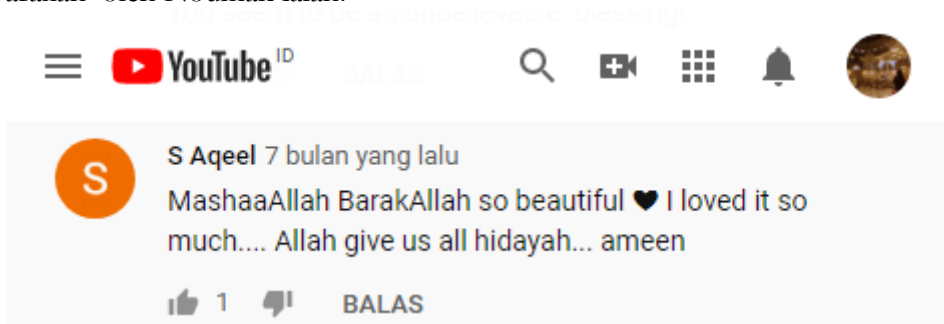 YouTube ID
S Aqeel 7 bulan yang lalu
MashaaAllah BarakAllah so beautiful 🖤 I loved it so
much.... Allah give us all hidayah... ameen
1 BALAS